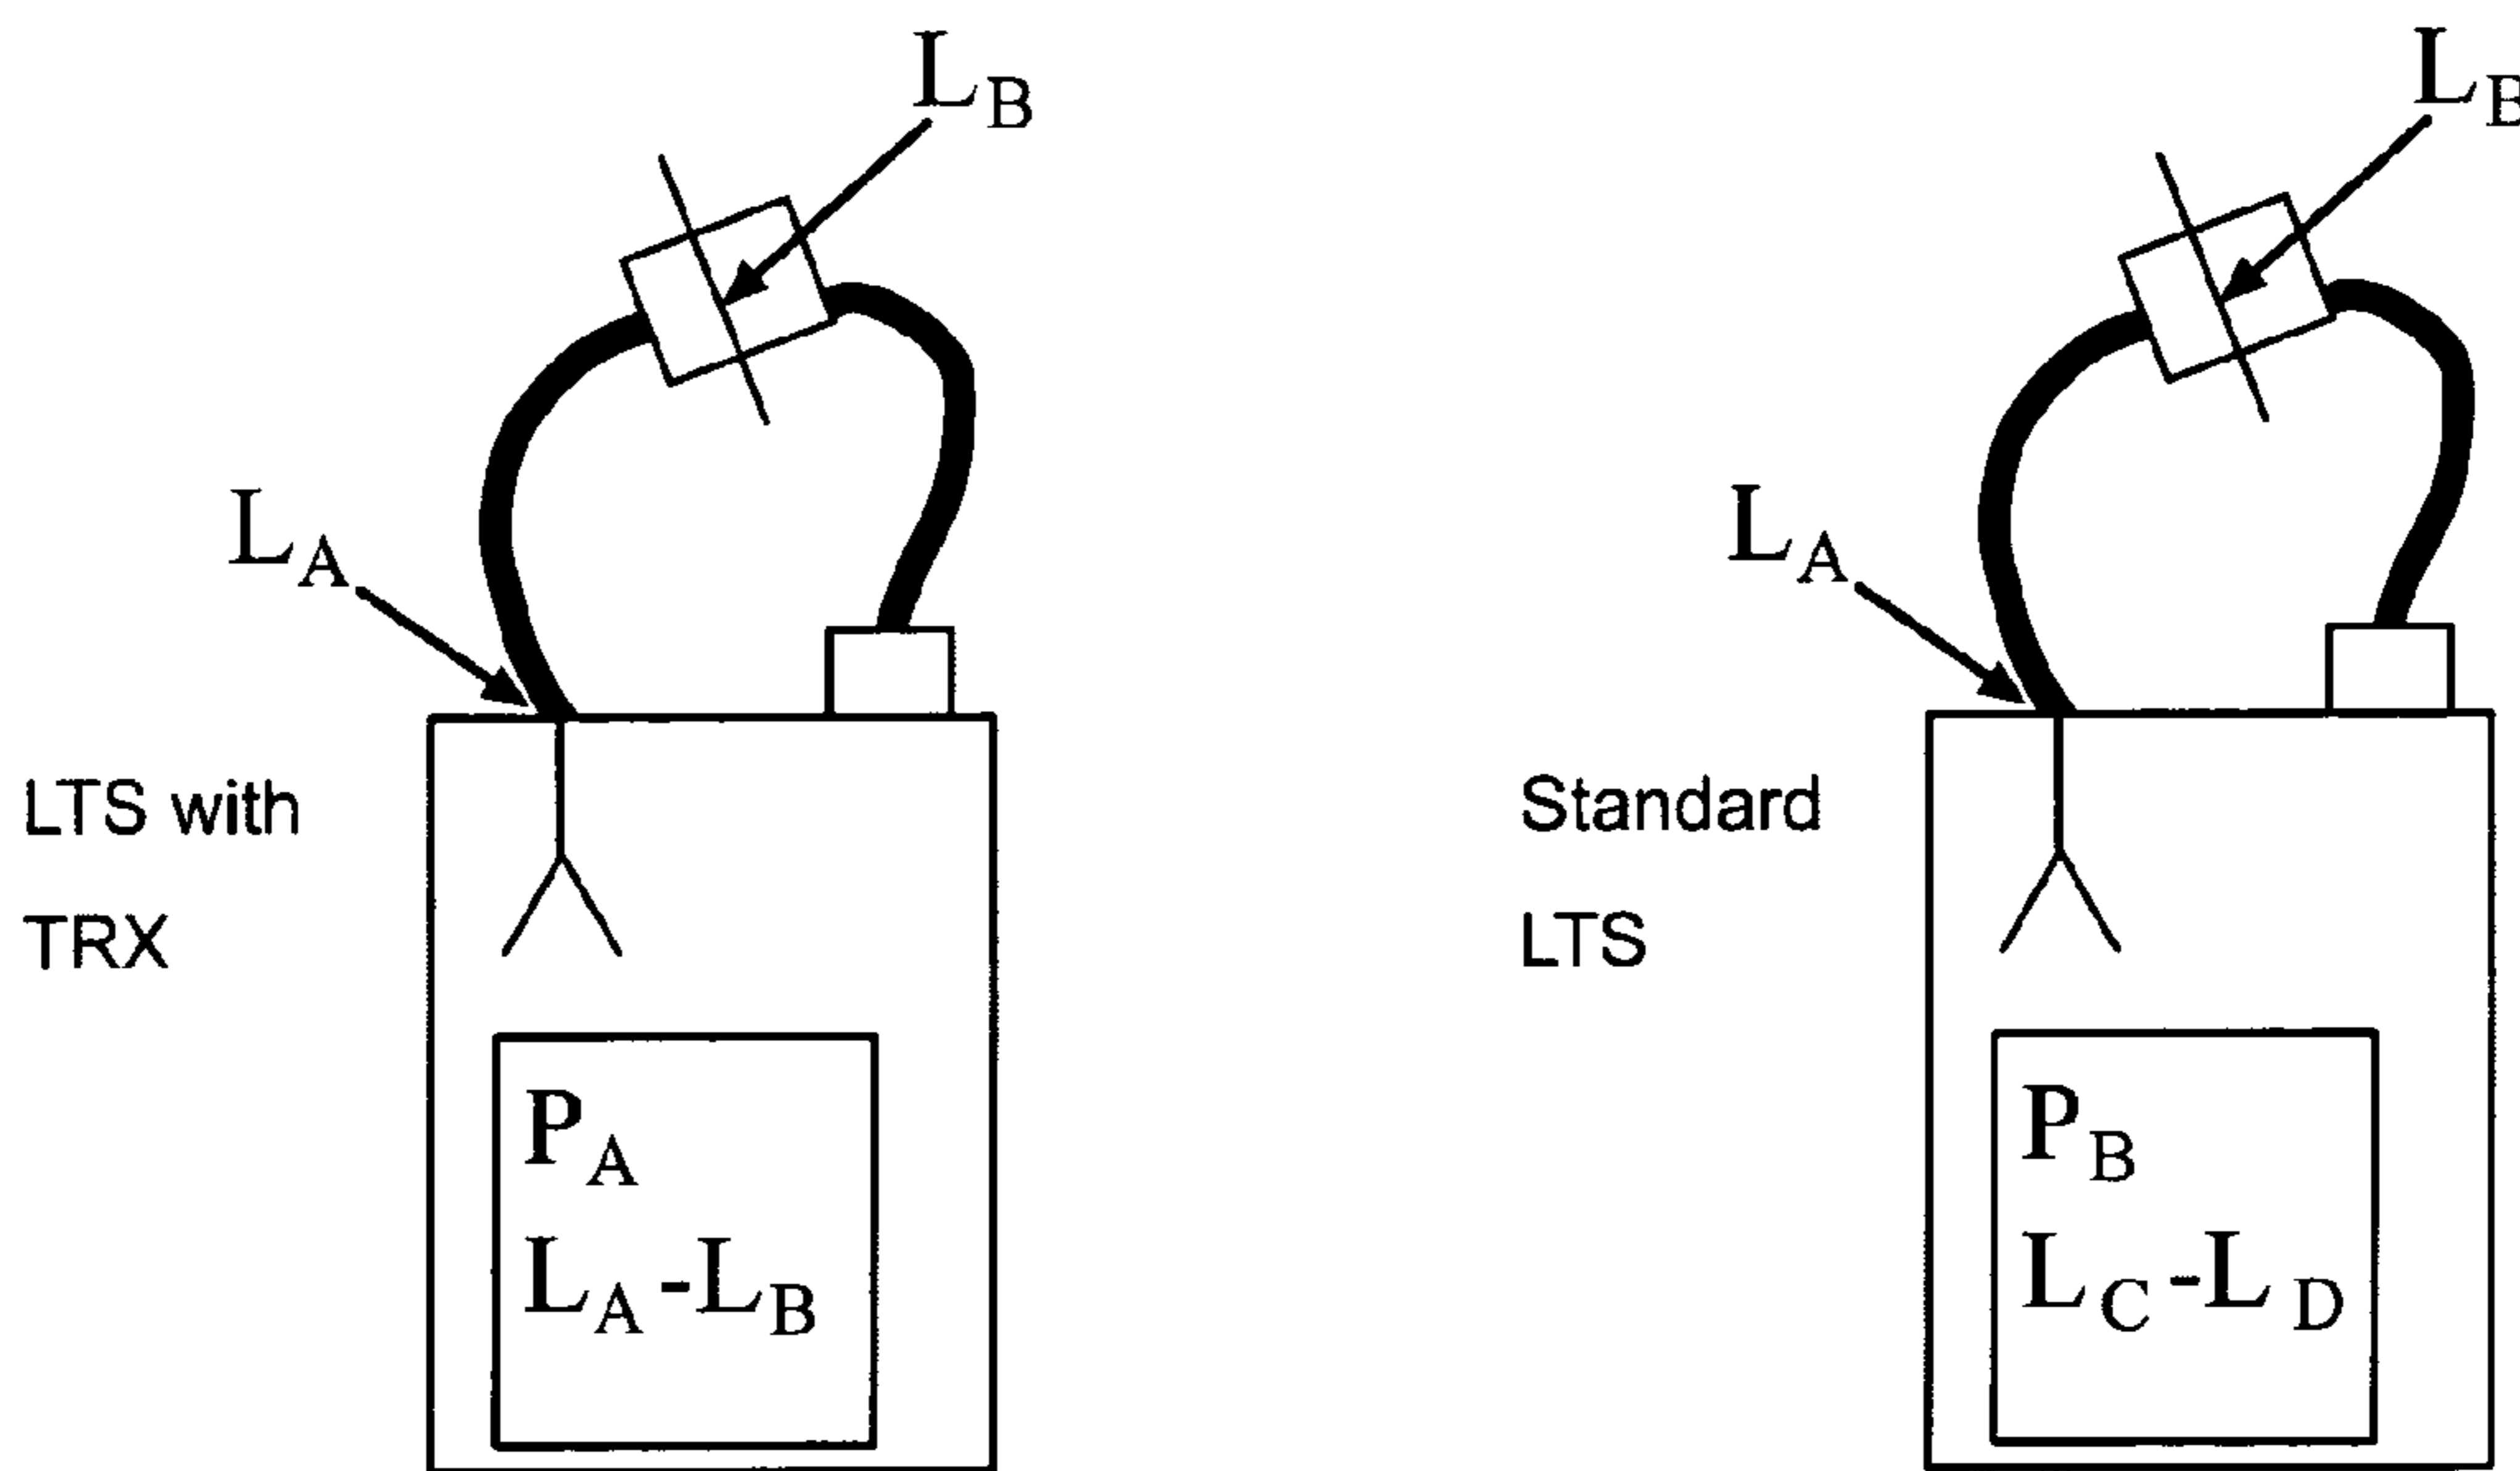 L_B
L_A
LTS with
TRX
P_A
L_A-L_B
L_B
L_A
Standard
LTS
P_B
L_C-L_D